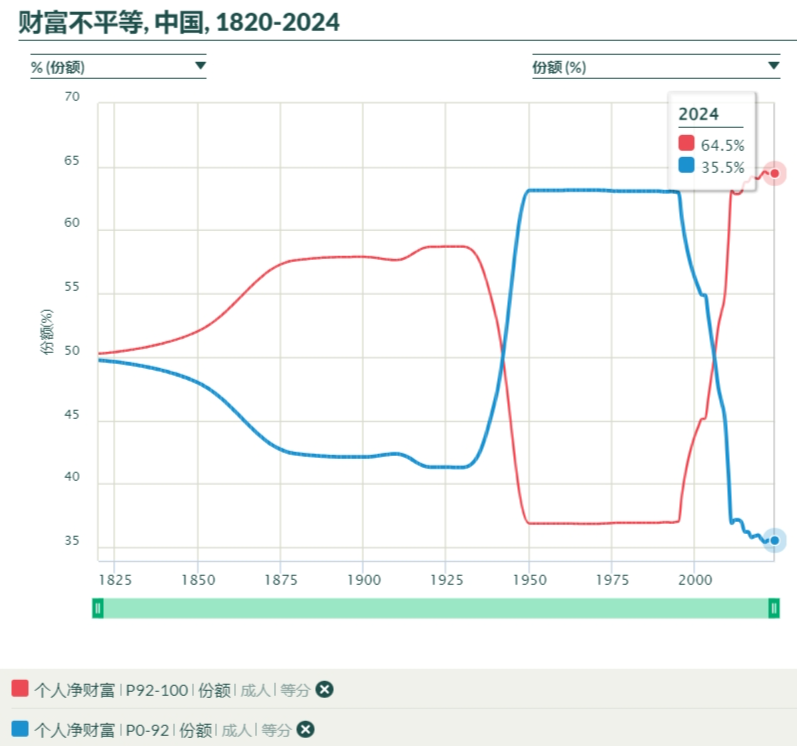 财富不平等, 中国, 1820-2024
% (份额)
份额 (%)
2024
64.5%
35.5%
70
65
60
55
50
45
40
35
份额(%)
1825 1850 1875 1900 1925 1950 1975 2000
个人净财富 | P92-100 | 份额 | 成人 | 等分
个人净财富 | P0-92 | 份额 | 成人 | 等分